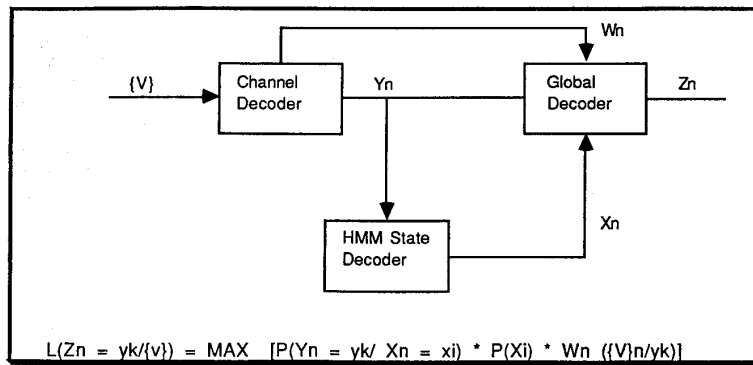 Wn
{V}
Channel
Decoder
Yn
Global
Decoder
Zn
HMM State
Decoder
Xn
L(Zn = yk/{v}) = MAX [P(Yn = yk/ Xn = xi) * P(Xi) * Wn ({V}n/yk)]